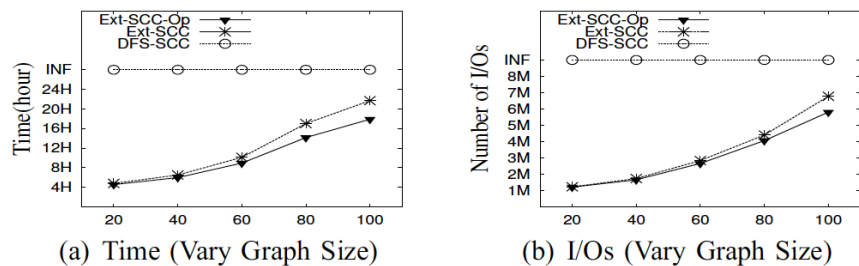 Ext-SCC-Op
Ext-SCC
DFS-SCC
INF
24H
20H
16H
12H
8H
4H
Time(hour)
20 40 60 80 100
(a) Time (Vary Graph Size)
Ext-SCC-Op
Ext-SCC
DFS-SCC
INF
8M
7M
6M
5M
4M
3M
2M
1M
Number of I/Os
20 40 60 80 100
(b) I/Os (Vary Graph Size)